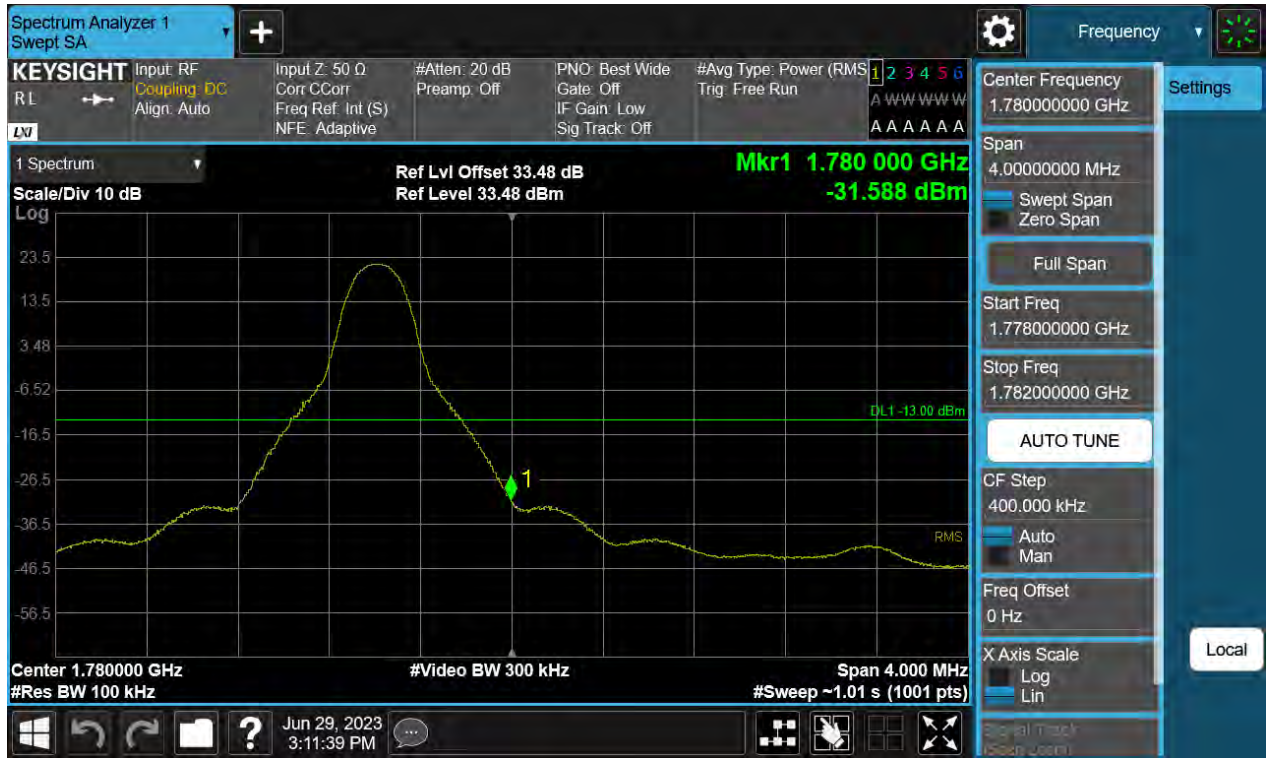 Spectrum Analyzer 1
Swept SA
+
Frequency
KEYSIGHT
RL
LXI
Input: RF
Coupling: DC
Align: Auto
Input Z: 50 Ω
Corr CCorr
Freq Ref: Int (S)
NFE: Adaptive
#Atten: 20 dB
Preamp: Off
PNO: Best Wide
Gate: Off
IF Gain: Low
Sig Track: Off
#Avg Type: Power (RMS
Trig: Free Run
1 2 3 4 5 6
A W W W W W
A A A A A A
1 Spectrum
Scale/Div 10 dB
Log
Ref Lvl Offset 33.48 dB
Ref Level 33.48 dBm
Mkr1 1.780 000 GHz
-31.588 dBm
23.5
13.5
3.48
-6.52
DL1 -13.00 dBm
-16.5
-26.5
1
-36.5
RMS
-46.5
-56.5
Center 1.780000 GHz
#Res BW 100 kHz
#Video BW 300 kHz
Span 4.000 MHz
#Sweep ~1.01 s (1001 pts)
?
Jun 29, 2023
3:11:39 PM
Center Frequency
1.780000000 GHz
Settings
Span
4.00000000 MHz
Swept Span
Zero Span
Full Span
Start Freq
1.778000000 GHz
Stop Freq
1.782000000 GHz
AUTO TUNE
CF Step
400.000 kHz
Auto
Man
Freq Offset
0 Hz
X Axis Scale
Log
Lin
Local
Signal Track
(Span Zoom)